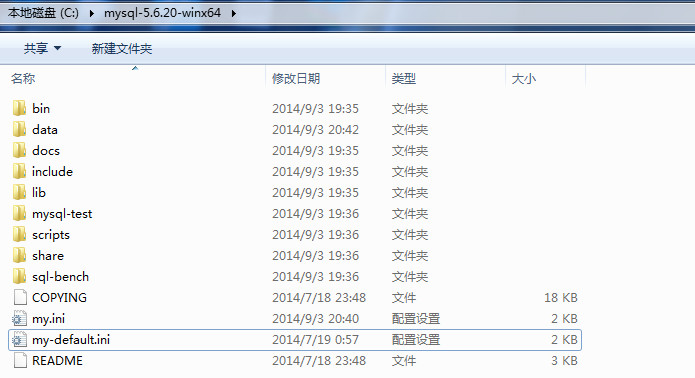 本地磁盘 (C:) ▸ mysql-5.6.20-winx64 ▸
共享 ▼ 新建文件夹
名称 修改日期 类型 大小
bin 2014/9/3 19:35 文件夹
data 2014/9/3 20:42 文件夹
docs 2014/9/3 19:35 文件夹
include 2014/9/3 19:35 文件夹
lib 2014/9/3 19:35 文件夹
mysql-test 2014/9/3 19:36 文件夹
scripts 2014/9/3 19:36 文件夹
share 2014/9/3 19:36 文件夹
sql-bench 2014/9/3 19:36 文件夹
COPYING 2014/7/18 23:48 文件 18 KB
my.ini 2014/9/3 20:40 配置设置 2 KB
my-default.ini 2014/7/19 0:57 配置设置 2 KB
README 2014/7/18 23:48 文件 3 KB